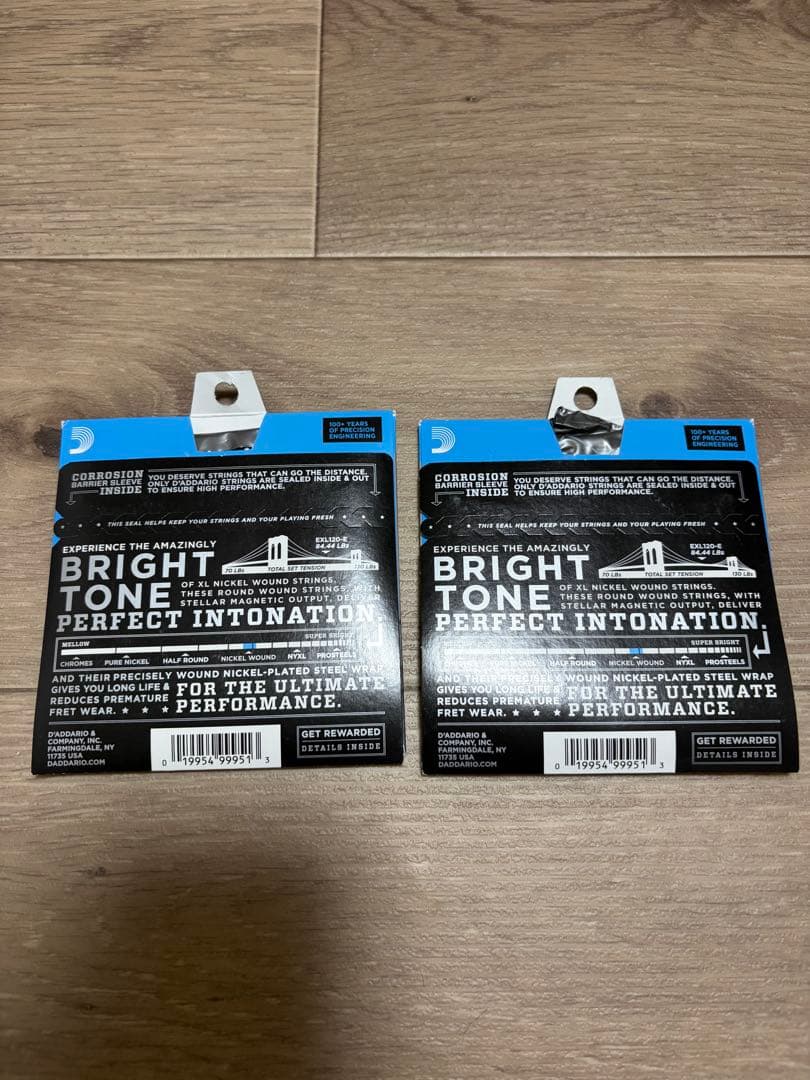 100+ YEARS
OF PRECISION
ENGINEERING
CORROSION
BARRIER SLEEVE
INSIDE
YOU DESERVE STRINGS THAT CAN GO THE DISTANCE.
ONLY D'ADDARIO STRINGS ARE SEALED INSIDE & OUT
TO ENSURE HIGH PERFORMANCE.
THIS SEAL HELPS KEEP YOUR STRINGS AND YOUR PLAYING FRESH
EXPERIENCE THE AMAZINGLY
BRIGHT
TONE
EXL120-E
84.44 LBs
70 LBs
TOTAL SET TENSION
130 LBs
OF XL NICKEL WOUND STRINGS.
THESE ROUND WOUND STRINGS, WITH
STELLAR MAGNETIC OUTPUT, DELIVER
PERFECT INTONATION.
MELLOW
SUPER BRIGHT
CHROMES
PURE NICKEL
HALF ROUND
NICKEL WOUND
NYXL
PROSTEELS
AND THEIR PRECISELY WOUND NICKEL-PLATED STEEL WRAP
GIVES YOU LONG LIFE &
REDUCES PREMATURE
FRET WEAR.
FOR THE ULTIMATE
PERFORMANCE.
D'ADDARIO &
COMPANY, INC.
FARMINGDALE, NY
11735 USA
DADDARIO.COM
0 19954 99951 3
GET REWARDED
DETAILS INSIDE
100+ YEARS
OF PRECISION
ENGINEERING
CORROSION
BARRIER SLEEVE
INSIDE
YOU DESERVE STRINGS THAT CAN GO THE DISTANCE.
ONLY D'ADDARIO STRINGS ARE SEALED INSIDE & OUT
TO ENSURE HIGH PERFORMANCE.
THIS SEAL HELPS KEEP YOUR STRINGS AND YOUR PLAYING FRESH
EXPERIENCE THE AMAZINGLY
BRIGHT
TONE
EXL120-E
84.44 LBs
70 LBs
TOTAL SET TENSION
130 LBs
OF XL NICKEL WOUND STRINGS.
THESE ROUND WOUND STRINGS, WITH
STELLAR MAGNETIC OUTPUT, DELIVER
PERFECT INTONATION.
SUPER BRIGHT
HALF ROUND
NICKEL WOUND
NYXL
PROSTEELS
AND THEIR PRECISELY WOUND NICKEL-PLATED STEEL WRAP
GIVES YOU LONG LIFE &
REDUCES PREMATURE
FRET WEAR.
FOR THE ULTIMATE
PERFORMANCE.
D'ADDARIO &
COMPANY, INC.
FARMINGDALE, NY
11735 USA
DADDARIO.COM
0 19954 99951 3
GET REWARDED
DETAILS INSIDE